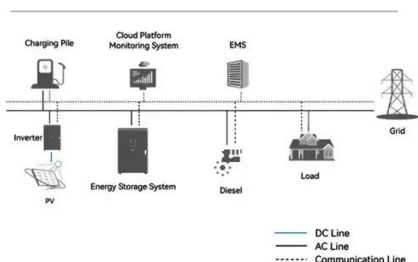 Charging Pile
Cloud Platform
Monitoring System
EMS
Grid
Inverter
PV
Energy Storage System
Diesel
Load
DC Line
AC Line
Communication Line